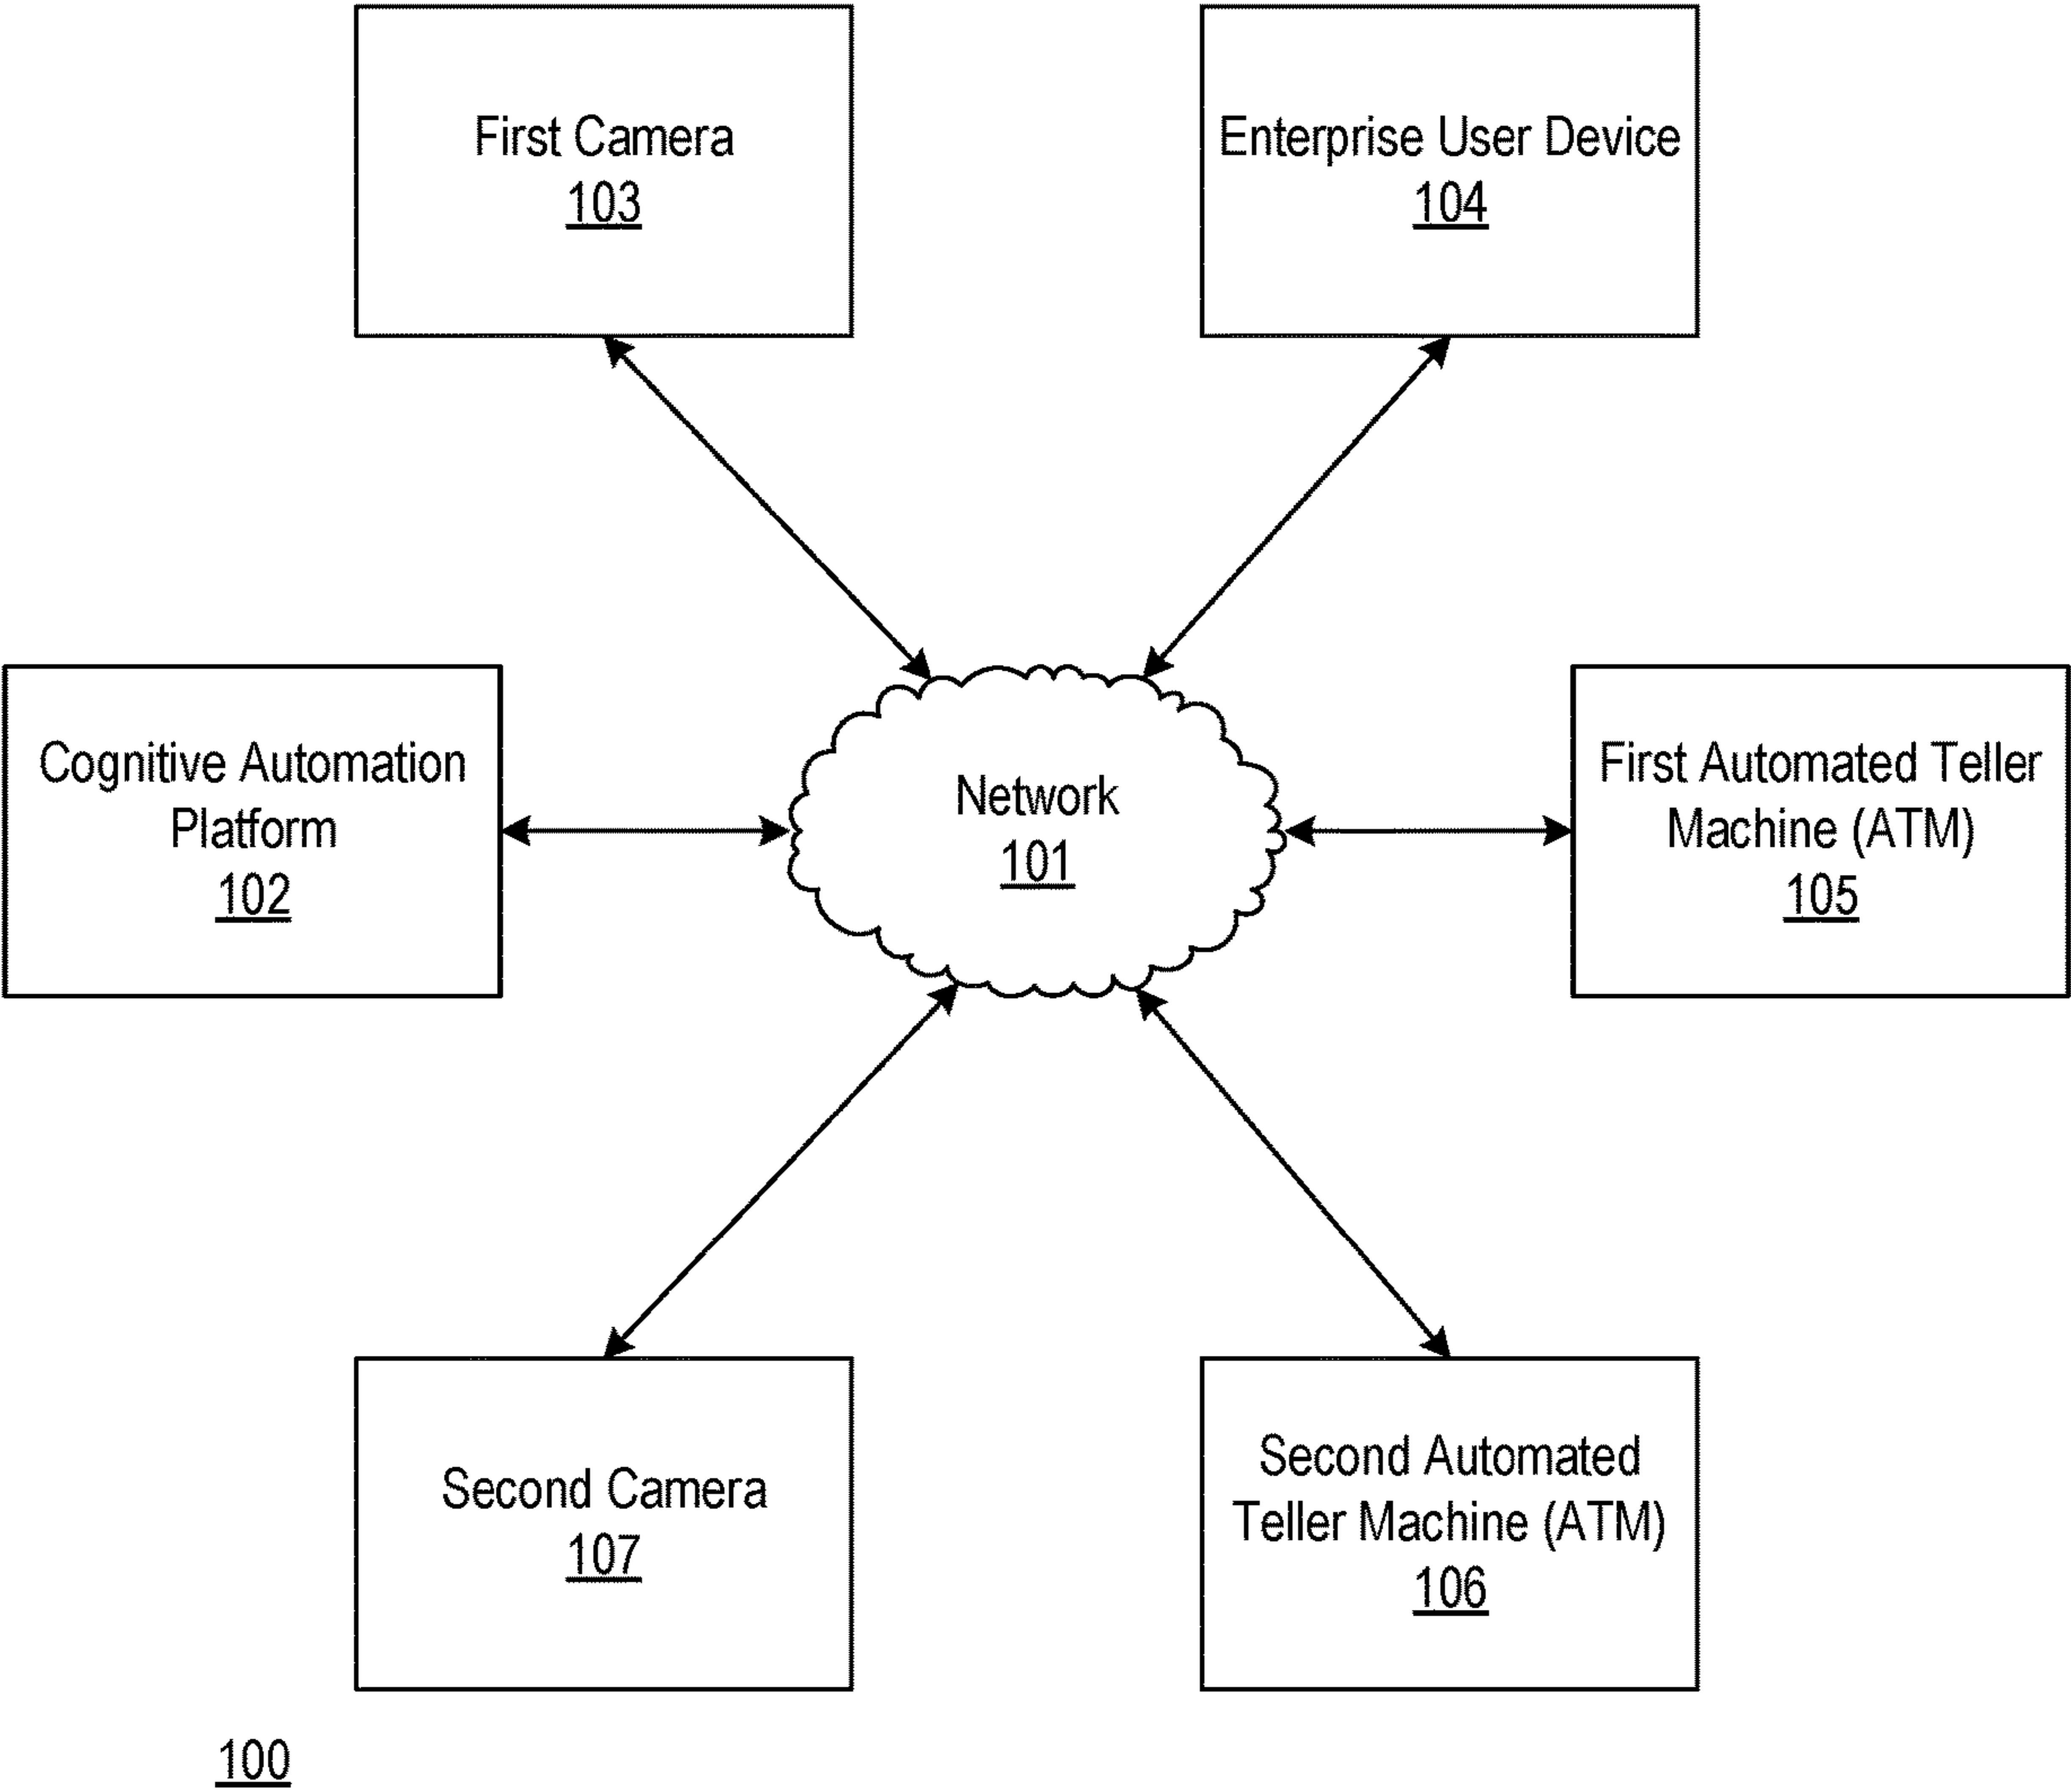 First Camera
103
Enterprise User Device
104
Cognitive Automation
Platform
102
Network
101
First Automated Teller
Machine (ATM)
105
Second Camera
107
Second Automated
Teller Machine (ATM)
106
100